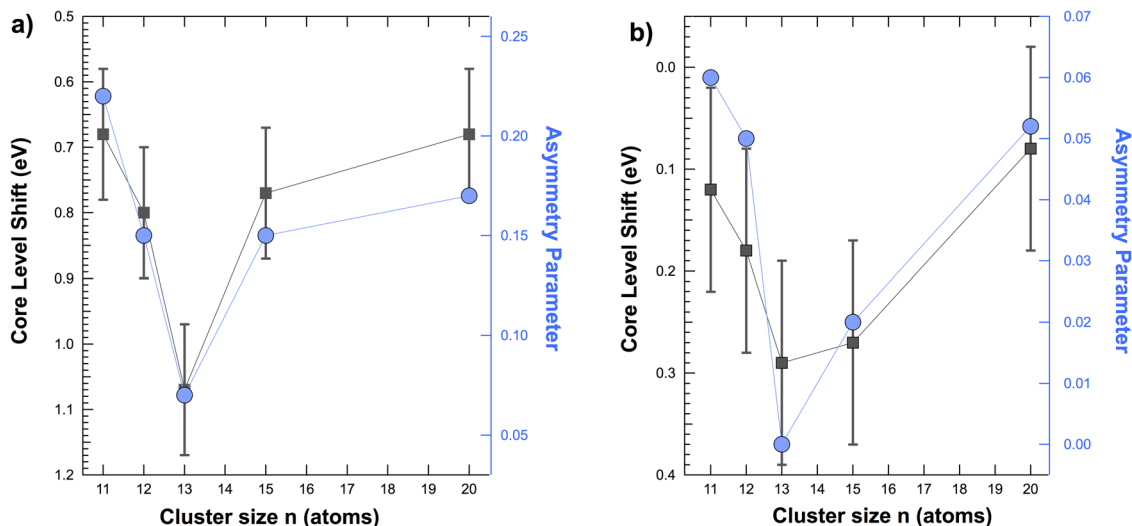 a)
0.5
0.6
0.7
0.8
0.9
1.0
1.1
1.2
Core Level Shift (eV)
0.25
0.20
0.15
0.10
0.05
Asymmetry Parameter
11 12 13 14 15 16 17 18 19 20
Cluster size n (atoms)
b)
0.0
0.1
0.2
0.3
0.4
Core Level Shift (eV)
0.07
0.06
0.05
0.04
0.03
0.02
0.01
0.00
Asymmetry Parameter
11 12 13 14 15 16 17 18 19 20
Cluster size n (atoms)